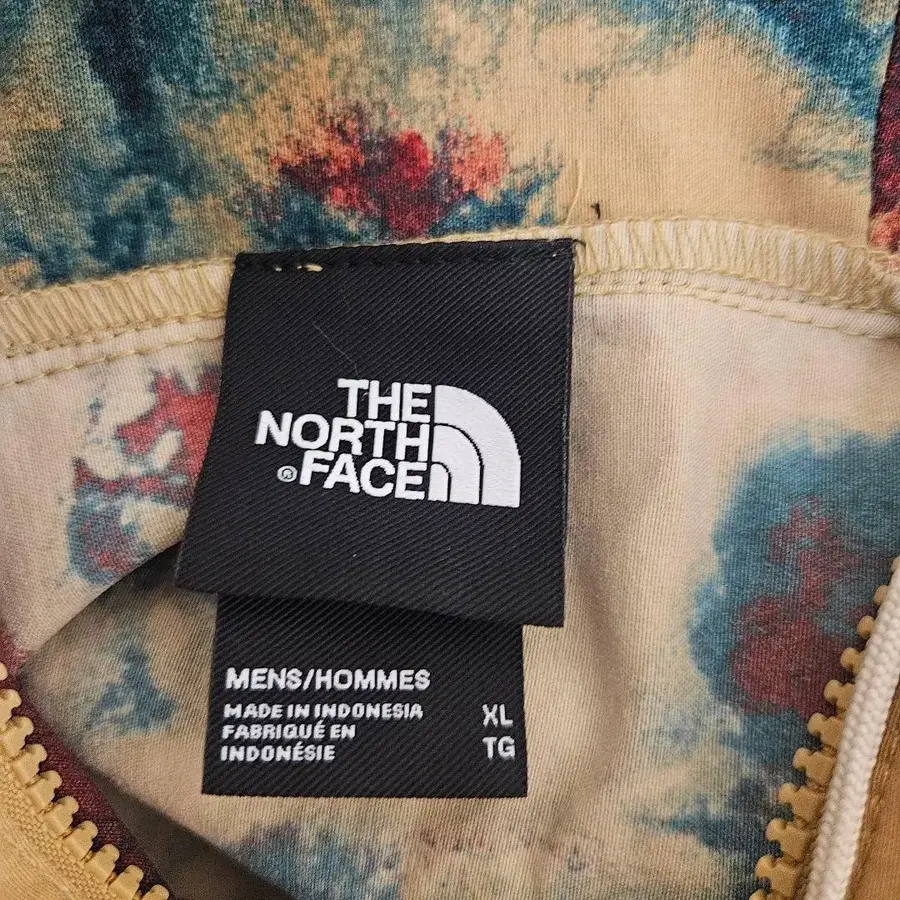 THE
NORTH
® FACE
MENS/HOMMES
MADE IN INDONESIA XL
FABRIQUÉ EN TG
INDONÉSIE